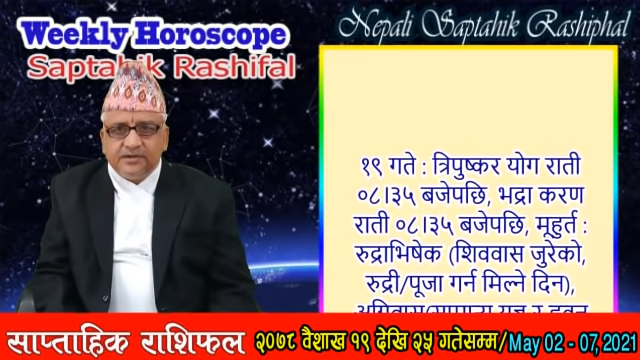 Weekly Horoscope
Saptahik Rashifal
Nepali Saptahik Rashiphal
१९ गते : त्रिपुष्कर योग राती
०८।३५ बजेपछि, भद्रा करण
राती ०८।३५ बजेपछि, मूहुर्त :
रुद्राभिषेक (शिववास जुरेको,
रुद्री/पूजा गर्न मिल्ने दिन),
साप्ताहिक राशिफल २०७८ वैशाख १९ देखि २५ गतेसम्म/May 02 - 07, 2021